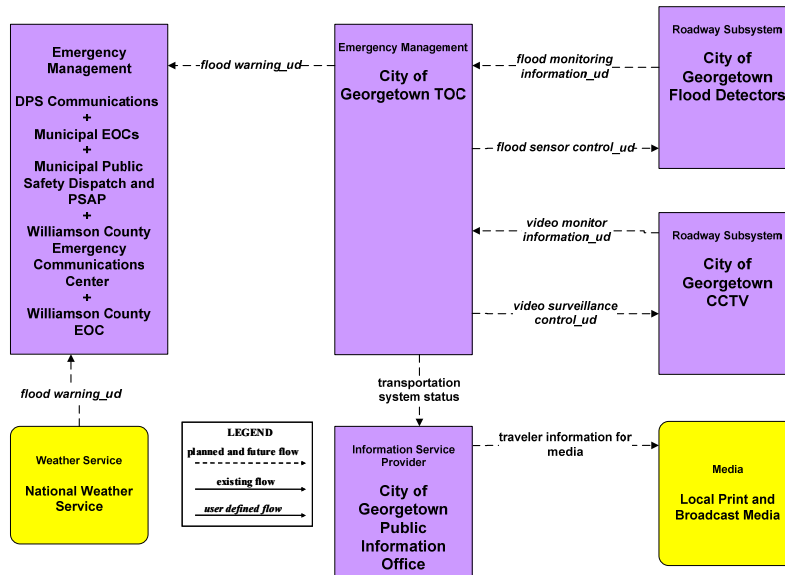 Emergency
Management
DPS Communications
+
Municipal EOCs
+
Municipal Public
Safety Dispatch and
PSAP
+
Williamson County
Emergency
Communications
Center
+
Williamson County
EOC
flood warning_ud
Emergency Management
City of
Georgetown TOC
flood monitoring
information_ud
flood sensor control_ud
video monitor
information_ud
video surveillance
control_ud
Roadway Subsystem
City of
Georgetown
Flood Detectors
Roadway Subsystem
City of
Georgetown
CCTV
flood warning_ud
transportation
system status
Weather Service
National Weather
Service
LEGEND
planned and future flow
existing flow
user defined flow
Information Service
Provider
City of
Georgetown
Public
Information
Office
traveler information for
media
Media
Local Print and
Broadcast Media